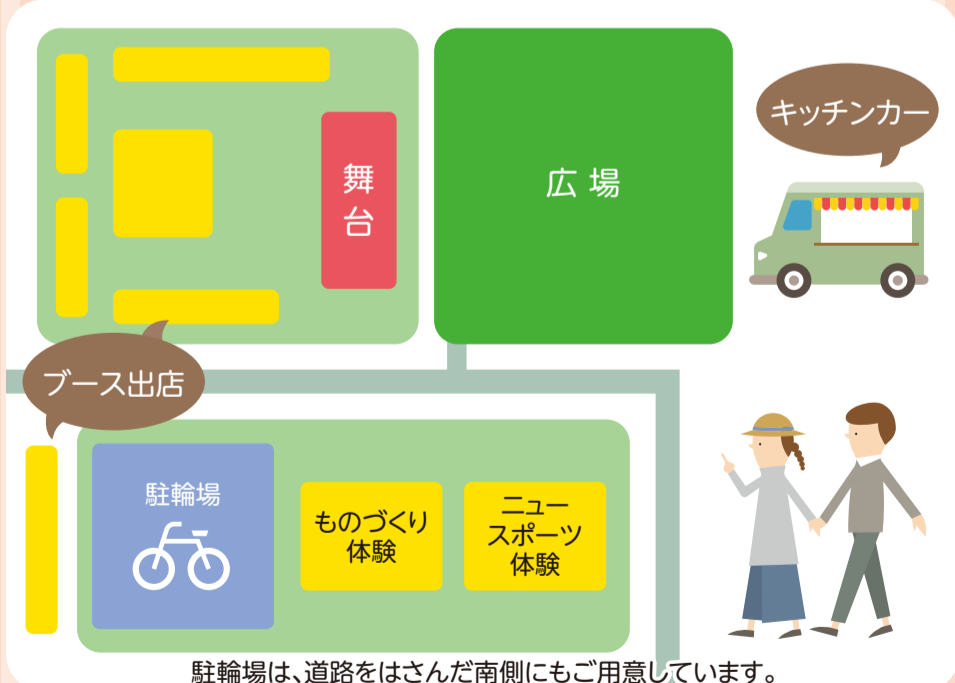 舞台
広場
キッチンカー
ブース出店
駐輪場
ものづくり
体験
ニュー
スポーツ
体験
駐輪場は、道路をはさんだ南側にもご用意しています。